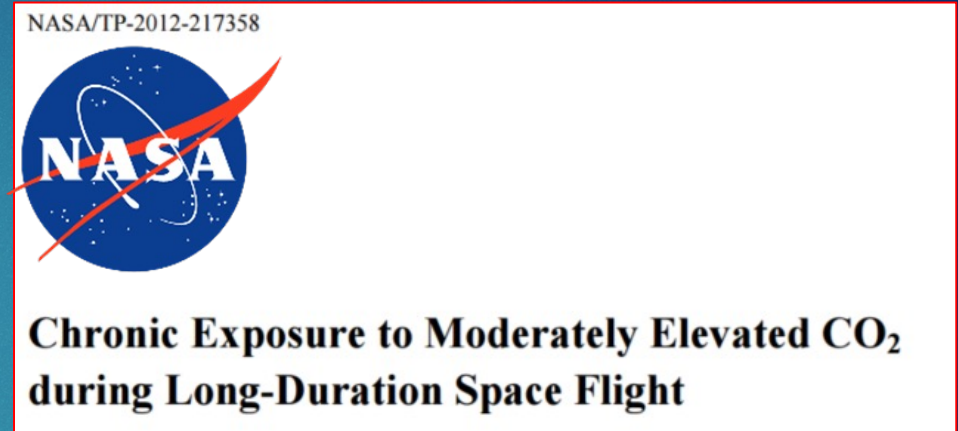 NASA/TP-2012-217358
NASA
Chronic Exposure to Moderately Elevated CO₂
during Long-Duration Space Flight